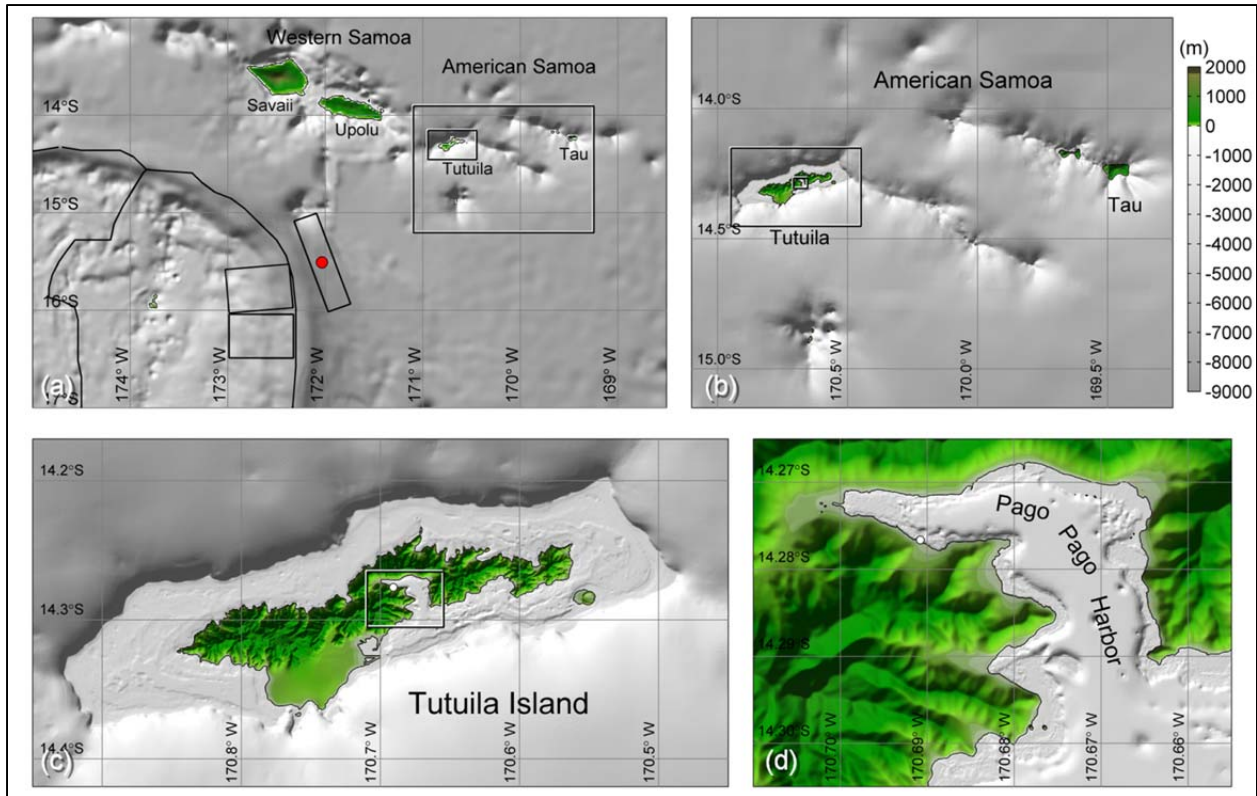 Western Samoa
American Samoa
14°S
Savaii
Upolu
Tutuila
Tau
15°S
16°S
17°S
174° W
173° W
172° W
171° W
170° W
169° W
(a)
American Samoa
14.0°S
14.5°S
15.0°S
Tutuila
Tau
170.5° W
170.0° W
169.5° W
(b)
(m)
2000
1000
0
-1000
-2000
-3000
-4000
-5000
-6000
-7000
-8000
-9000
14.2°S
14.3°S
14.4°S
Tutuila Island
170.8° W
170.7° W
170.6° W
170.5° W
(c)
14.27°S
14.28°S
14.29°S
14.30°S
Pago
Pago
Harbor
170.70° W
170.69° W
170.68° W
170.67° W
170.66° W
(d)